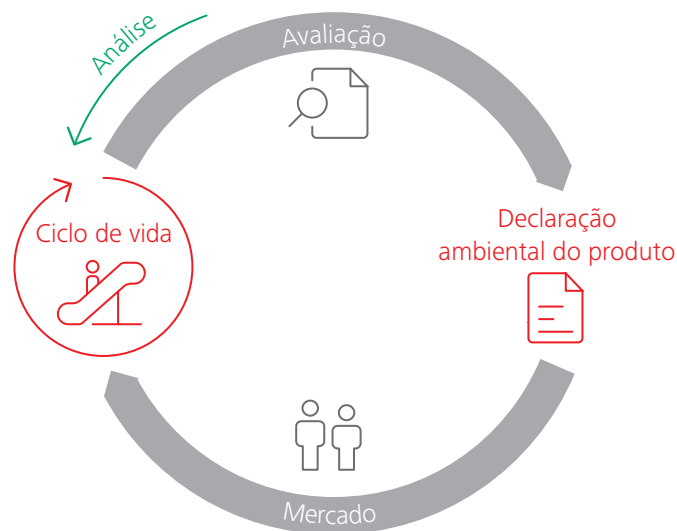 Análise
Avaliação
Ciclo de vida
Declaração
ambiental do produto
Mercado